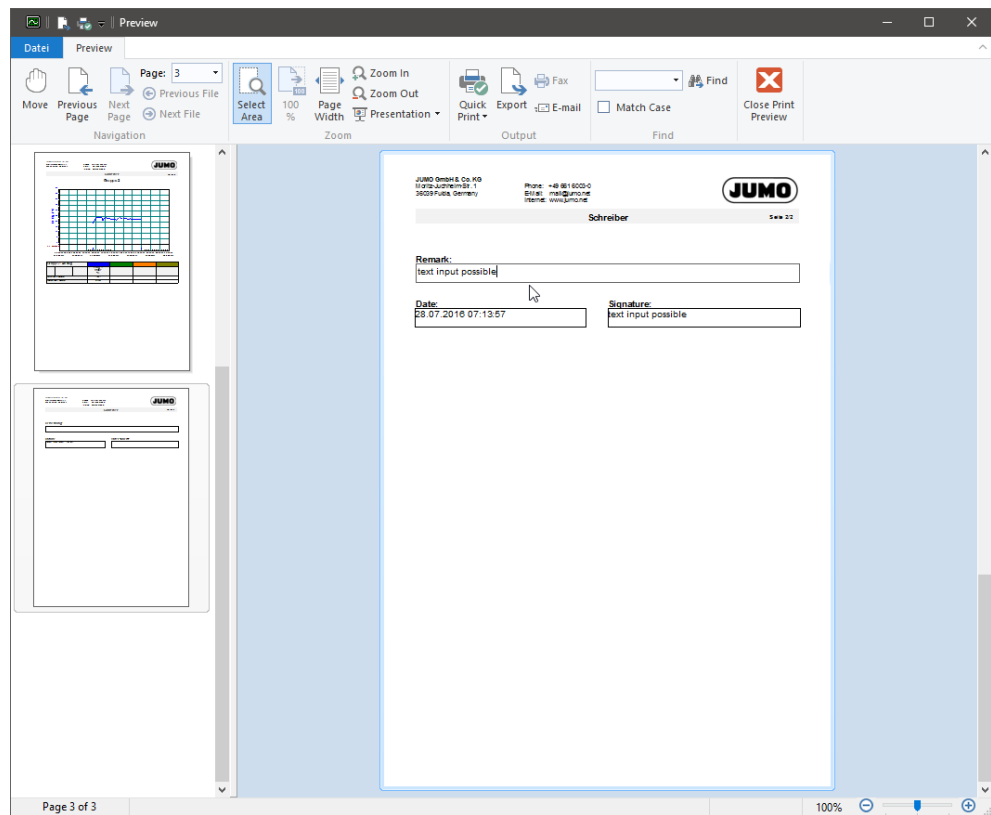 Preview
Datei Preview
Page: 3
Previous File
Next File
Move Previous Page Next Page
Navigation
Select Area 100 % Page Width
Zoom In
Zoom Out
Presentation
Zoom
Quick Print Export
Fax
E-mail
Output
Find
Match Case
Find
Close Print Preview
JUMO
JUMO
JUMO GmbH & Co. KG
Moritz-Juchheim-Str. 1
36039 Fulda, Germany
Phone: +49 661 6003-0
E-Mail: mail@jumo.net
Internet: www.jumo.net
JUMO
Schreiber Seite 2/2
Remark:
text input possible
Date: Signature:
28.07.2016 07:13:57 text input possible
Page 3 of 3 100%